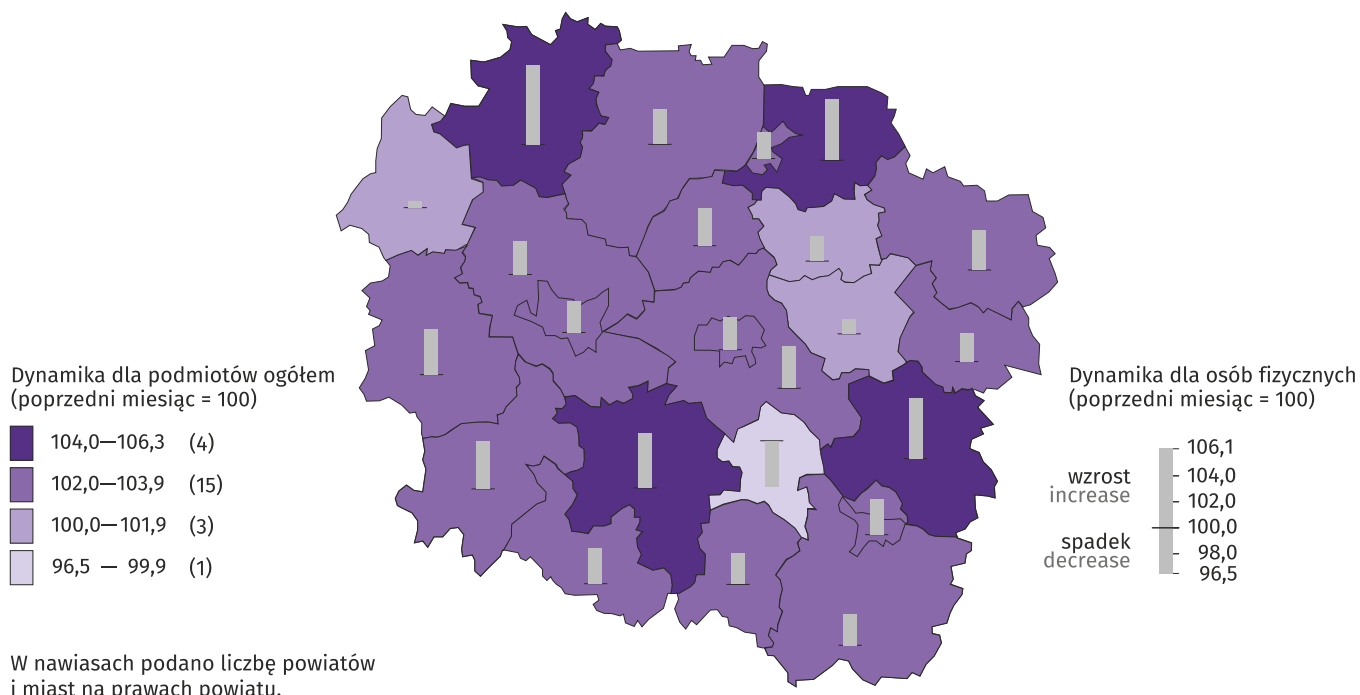 Dynamika dla podmiotów ogółem
(poprzedni miesiąc = 100)
104,0—106,3 (4)
102,0—103,9 (15)
100,0—101,9 (3)
96,5 — 99,9 (1)
W nawiasach podano liczbę powiatów
i miast na prawach powiatu.
Dynamika dla osób fizycznych
(poprzedni miesiąc = 100)
wzrost
increase
spadek
decrease
106,1
104,0
102,0
100,0
98,0
96,5